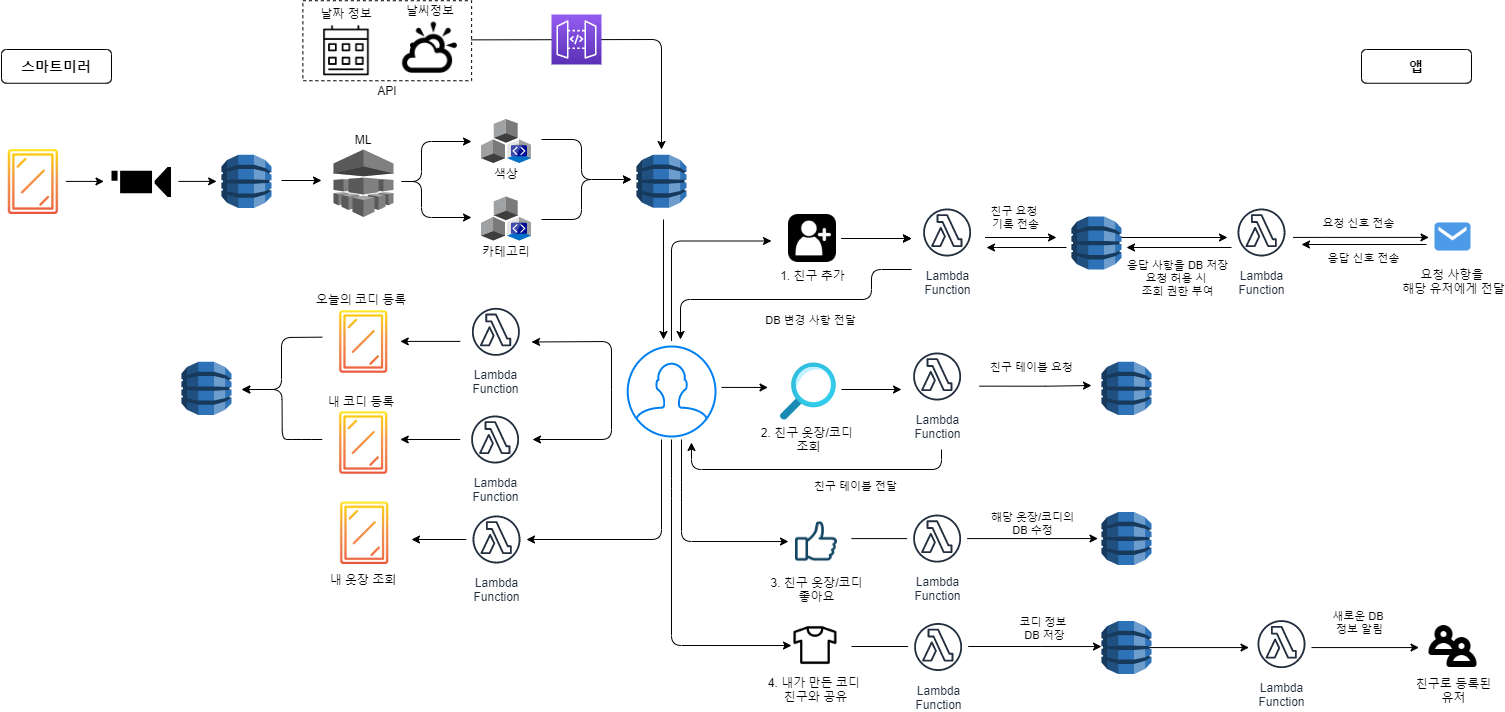 날짜 정보
날씨정보
API
스마트미러
앱
ML
색상
카테고리
1. 친구 추가
Lambda
Function
친구 요청
기록 전송
응답 사항을 DB 저장
요청 허용 시
조회 권한 부여
Lambda
Function
요청 신호 전송
응답 신호 전송
요청 사항을
해당 유저에게 전달
DB 변경 사항 전달
오늘의 코디 등록
Lambda
Function
내 코디 등록
Lambda
Function
내 옷장 조회
Lambda
Function
2. 친구 옷장/코디
조회
Lambda
Function
친구 테이블 요청
친구 테이블 전달
3. 친구 옷장/코디
좋아요
Lambda
Function
해당 옷장/코디의
DB 수정
4. 내가 만든 코디
친구와 공유
Lambda
Function
코디 정보
DB 저장
Lambda
Function
새로운 DB
정보 알림
친구로 등록된
유저